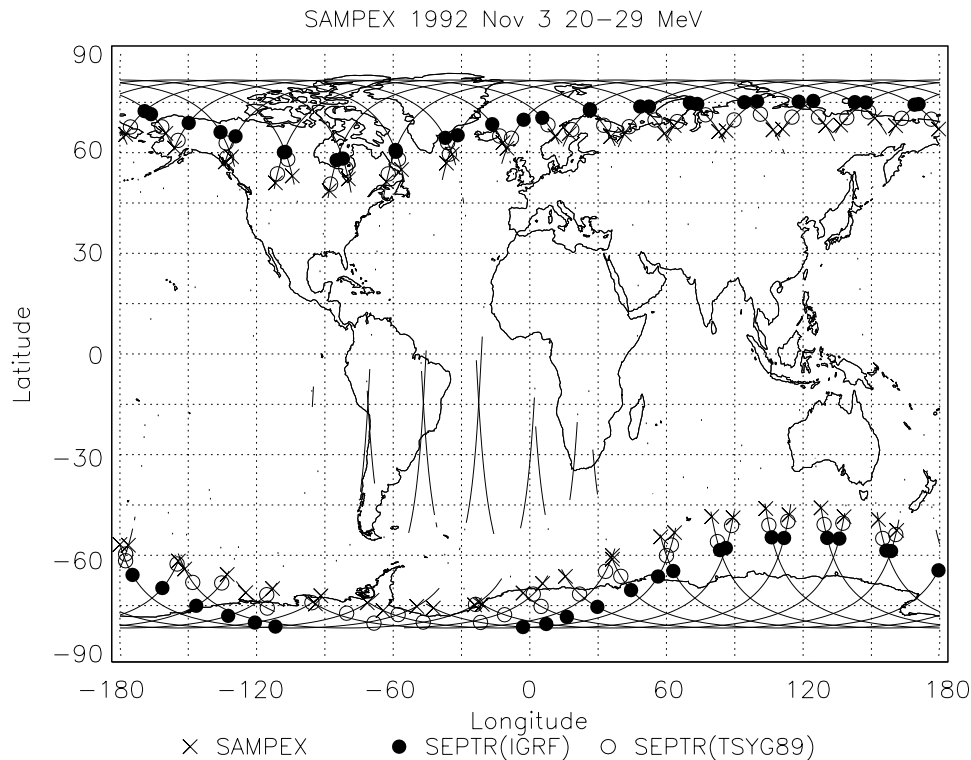 SAMPEX 1992 Nov 3 20−29 MeV
90
60
30
0
−30
−60
−90
Latitude
−180 −120 −60 0 60 120 180
Longitude
× SAMPEX ● SEPTR(IGRF) ○ SEPTR(TSYG89)